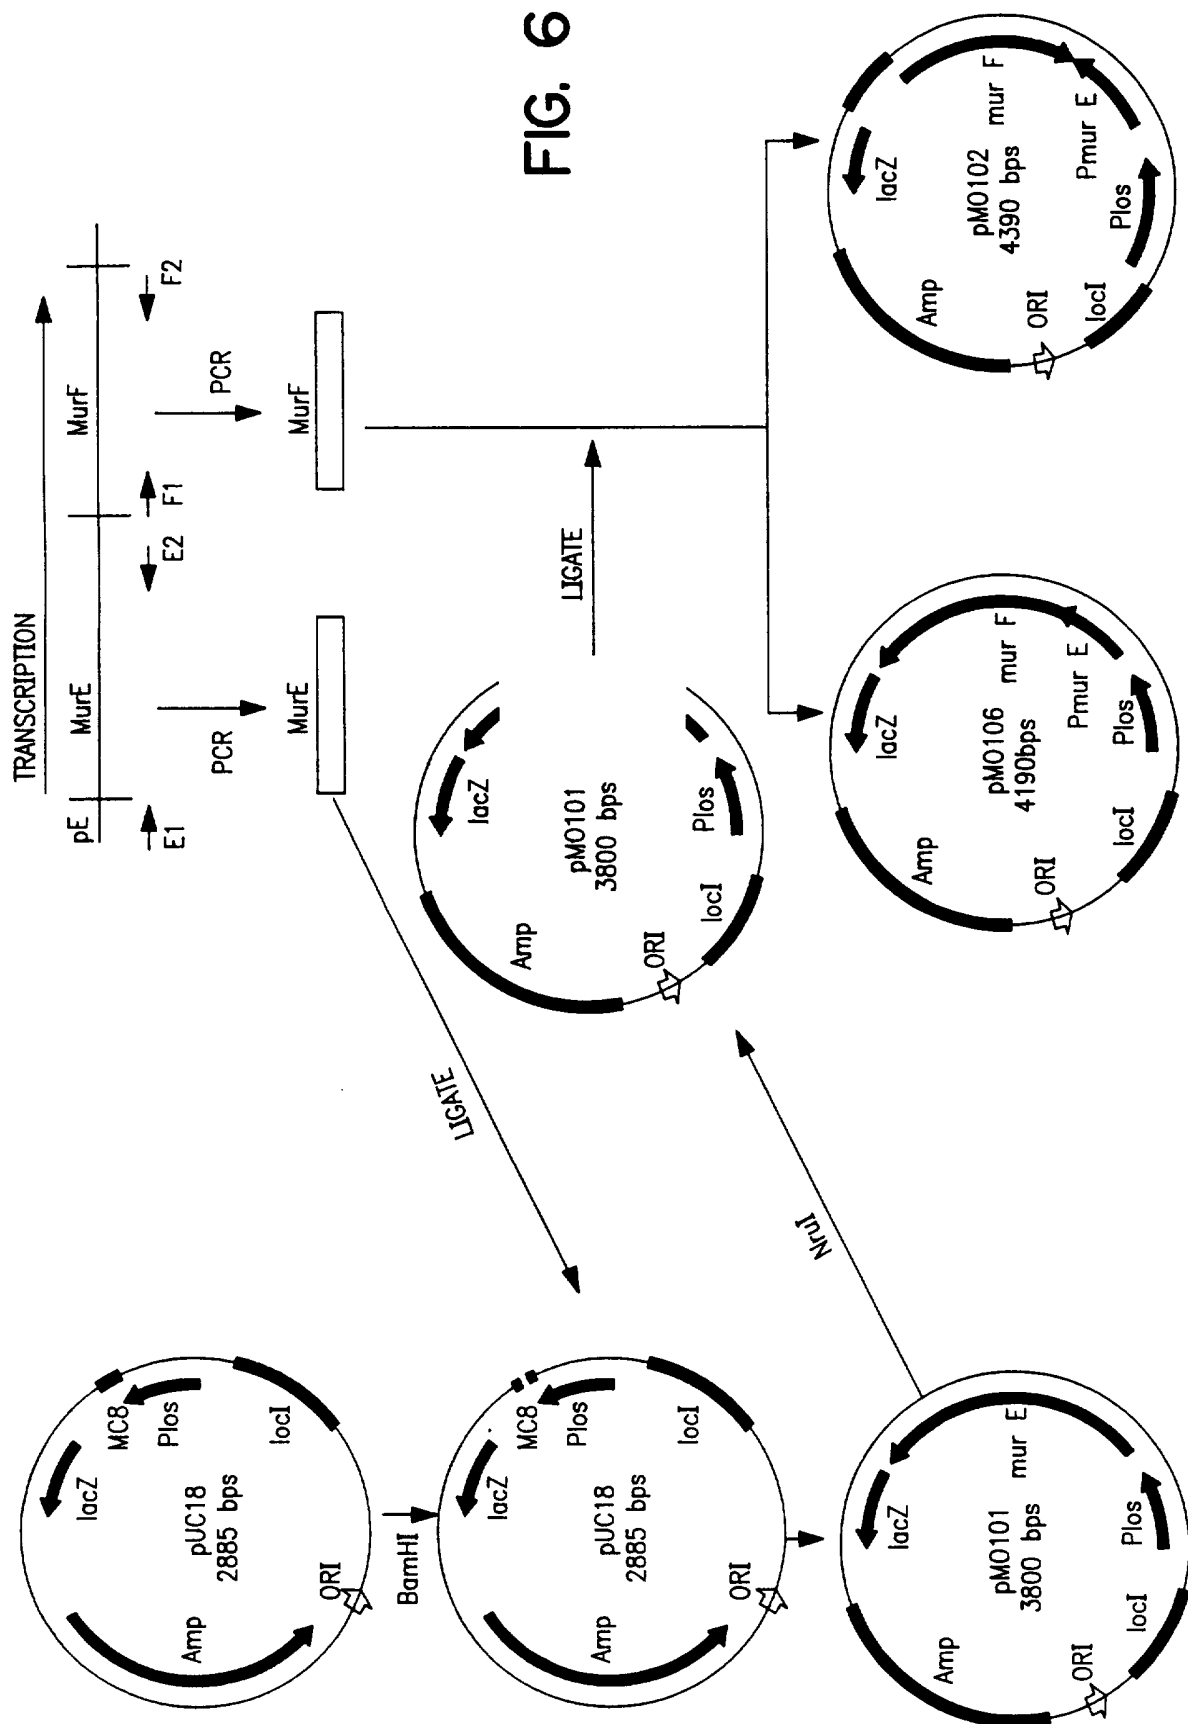 FIG. 6
TRANSCRIPTION
pE
MurE
MurF
E1
E2
F1
F2
PCR
PCR
MurE
MurF
LIGATE
LIGATE
pUC18
2885 bps
lacZ
MC8
Plos
locI
ORI
Amp
BamHI
pUC18
2885 bps
lacZ
MC8
Plos
locI
ORI
Amp
pMO101
3800 bps
lacZ
mur E
Plos
locI
ORI
Amp
NruI
pMO101
3800 bps
lacZ
Plos
locI
ORI
Amp
pMO106
4190bps
lacZ
mur F
Pmur E
Plos
locI
ORI
Amp
pMO102
4390 bps
lacZ
mur F
Pmur E
Plos
locI
ORI
Amp